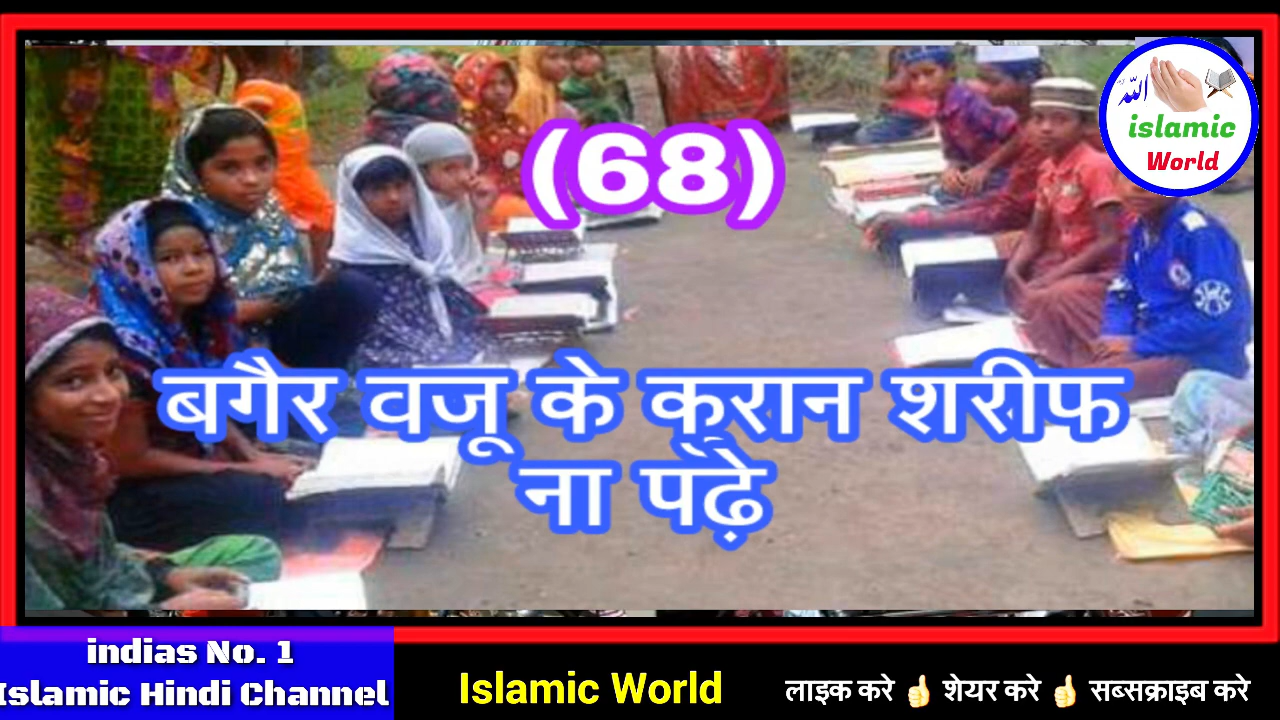 (68)
الله
islamic
World
बगैर वजू के कुरान शरीफ
ना पढ़े
indias No. 1
Islamic Hindi Channel
Islamic World
लाइक करे 👍 शेयर करे 👍 सब्सक्राइब करे